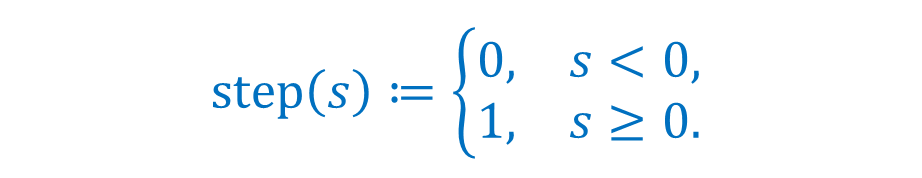 step(s) ≔ {0, s < 0,
1, s ≥ 0.